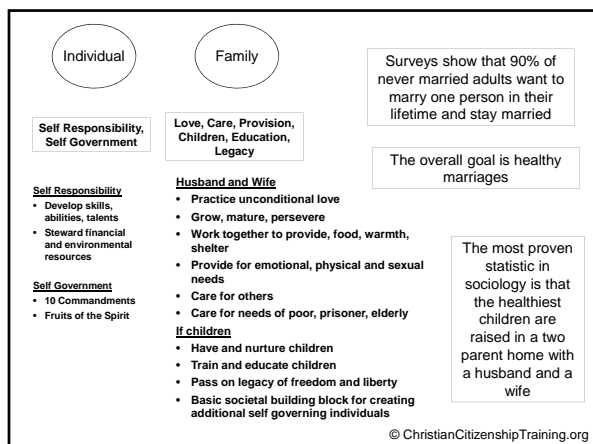 Individual
Family
Self Responsibility,
Self Government
Love, Care, Provision,
Children, Education,
Legacy
Self Responsibility
• Develop skills,
abilities, talents
• Steward financial
and environmental
resources
Self Government
• 10 Commandments
• Fruits of the Spirit
Husband and Wife
• Practice unconditional love
• Grow, mature, persevere
• Work together to provide, food, warmth,
shelter
• Provide for emotional, physical and sexual
needs
• Care for others
• Care for needs of poor, prisoner, elderly
If children
• Have and nurture children
• Train and educate children
• Pass on legacy of freedom and liberty
• Basic societal building block for creating
additional self governing individuals
Surveys show that 90% of
never married adults want to
marry one person in their
lifetime and stay married
The overall goal is healthy
marriages
The most proven
statistic in
sociology is that
the healthiest
children are
raised in a two
parent home with
a husband and a
wife
© ChristianCitizenshipTraining.org